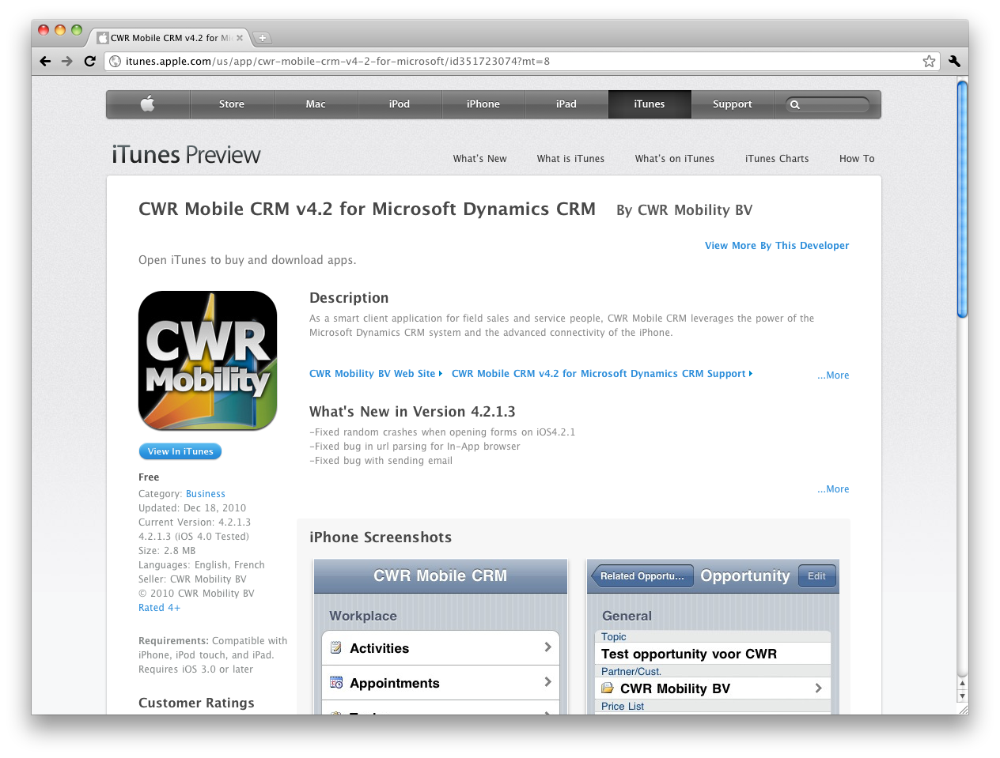 CWR Mobile CRM v4.2 for Mi
itunes.apple.com/us/app/cwr-mobile-crm-v4-2-for-microsoft/id351723074?mt=8
Store Mac iPod iPhone iPad iTunes Support
iTunes Preview
What's New What is iTunes What's on iTunes iTunes Charts How To
CWR Mobile CRM v4.2 for Microsoft Dynamics CRM By CWR Mobility BV
View More By This Developer
Open iTunes to buy and download apps.
CWR
Mobility
View In iTunes
Free
Category: Business
Updated: Dec 18, 2010
Current Version: 4.2.1.3
4.2.1.3 (iOS 4.0 Tested)
Size: 2.8 MB
Languages: English, French
Seller: CWR Mobility BV
© 2010 CWR Mobility BV
Rated 4+
Requirements: Compatible with
iPhone, iPod touch, and iPad.
Requires iOS 3.0 or later
Customer Ratings
Description
As a smart client application for field sales and service people, CWR Mobile CRM leverages the power of the
Microsoft Dynamics CRM system and the advanced connectivity of the iPhone.
CWR Mobility BV Web Site CWR Mobile CRM v4.2 for Microsoft Dynamics CRM Support ...More
What's New in Version 4.2.1.3
-Fixed random crashes when opening forms on iOS4.2.1
-Fixed bug in url parsing for In-App browser
-Fixed bug with sending email
...More
iPhone Screenshots
CWR Mobile CRM
Workplace
Activities
Appointments
Related Opportu... Opportunity Edit
General
Topic
Test opportunity voor CWR
Partner/Cust.
CWR Mobility BV
Price List